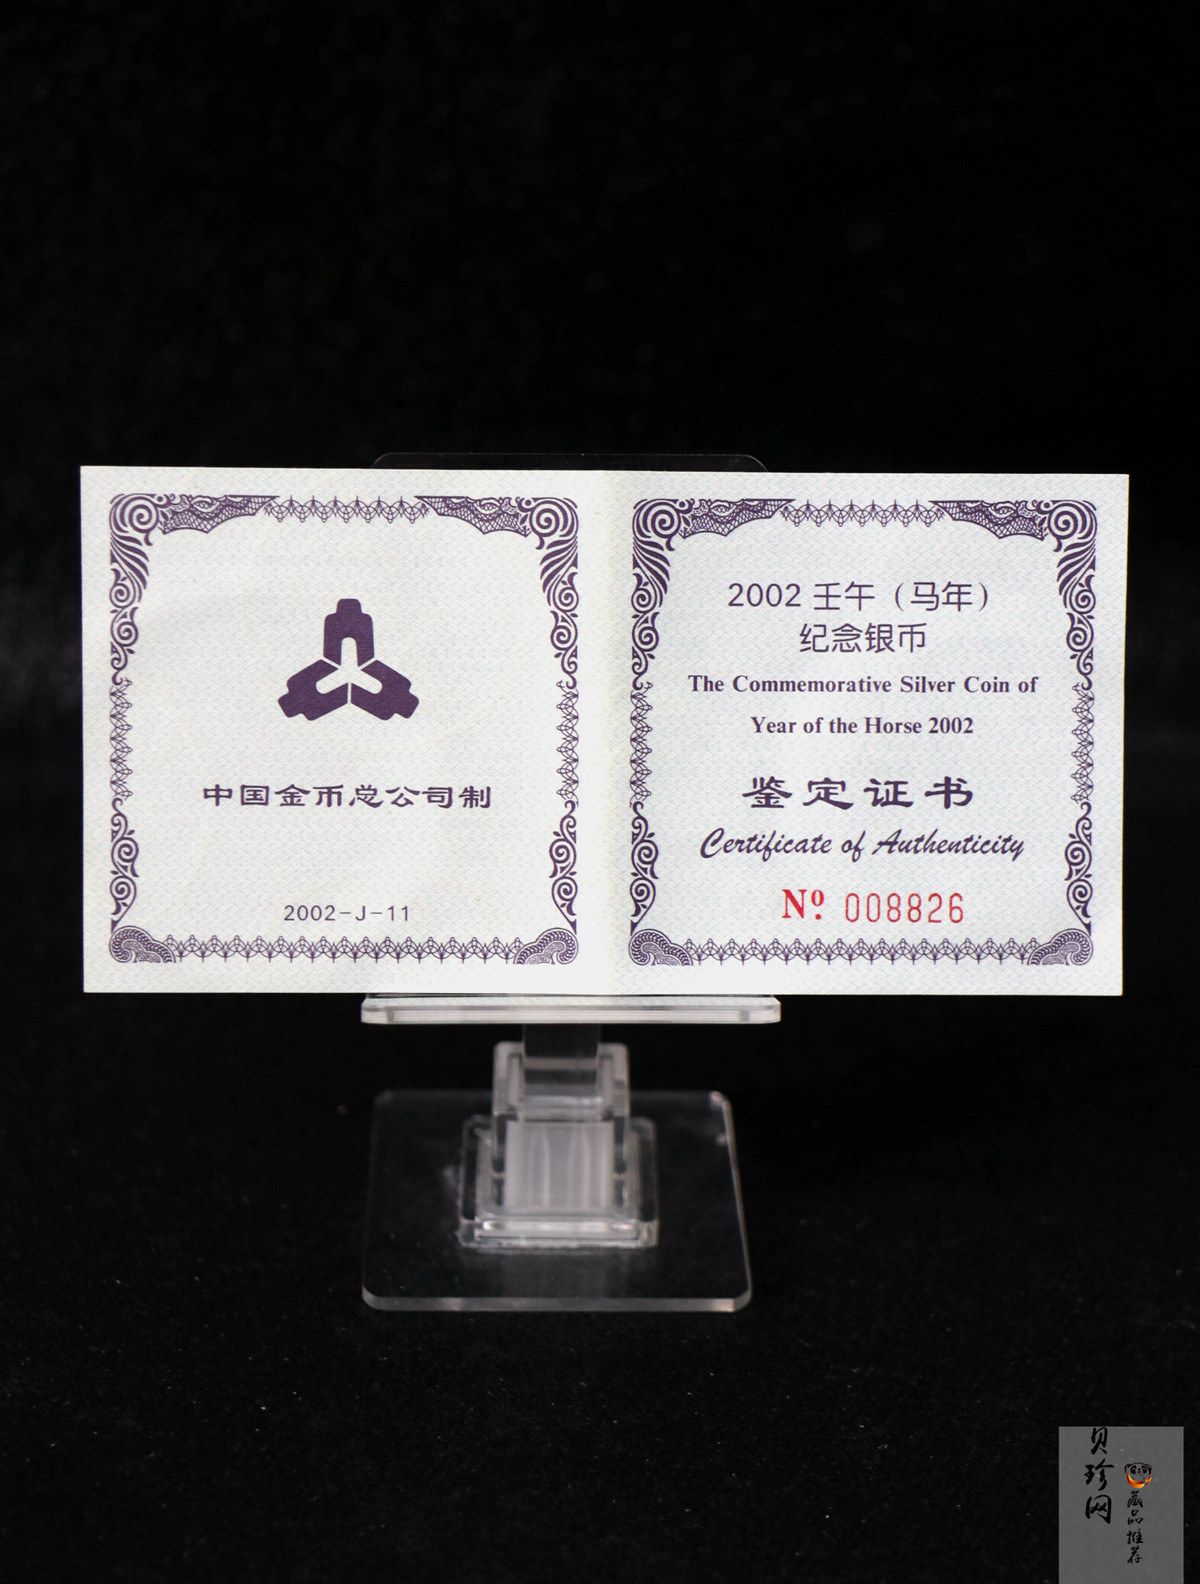 中国金币总公司制
2002-J-11
2002 壬午（马年）
纪念银币
The Commemorative Silver Coin of
Year of the Horse 2002
鉴定证书
Certificate of Authenticity
Nº 008826
贝珍网
藏品推荐